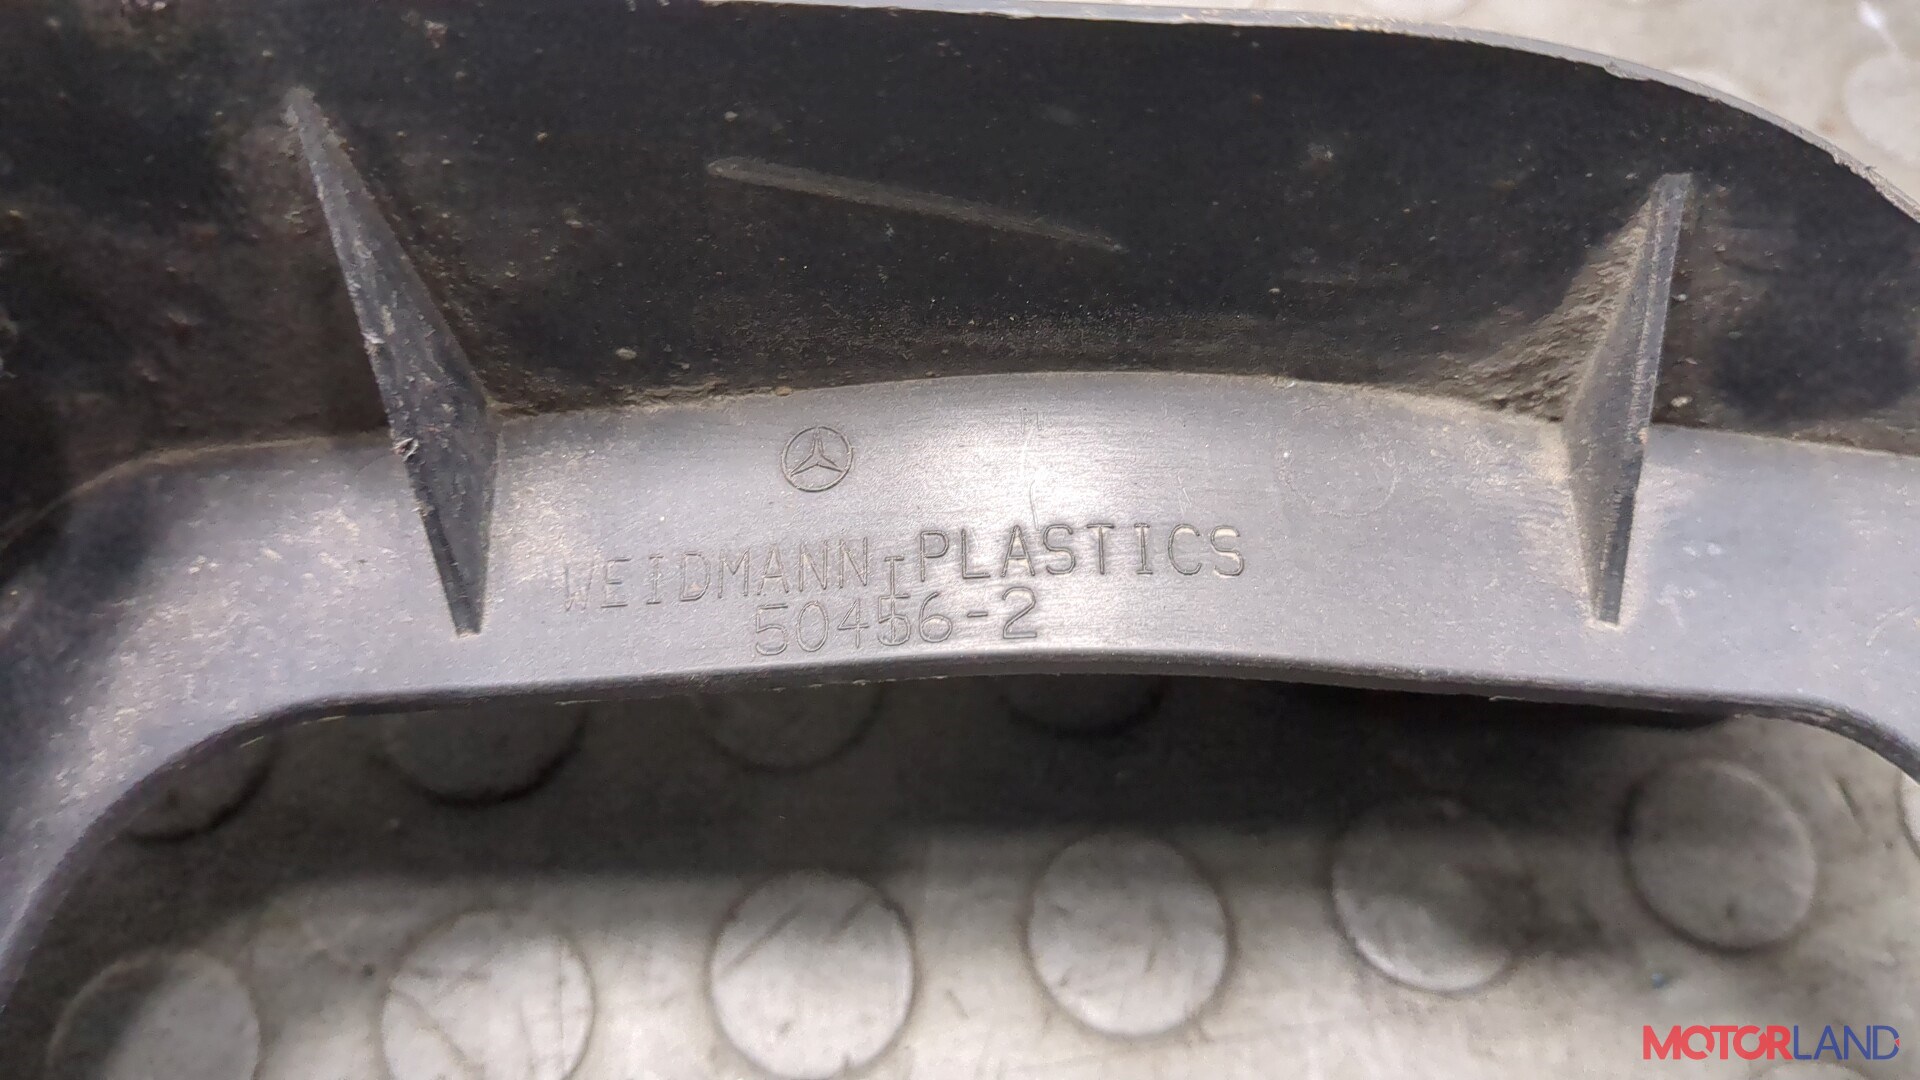 WEIDMANN PLASTICS
50456-2
MOTORLAND